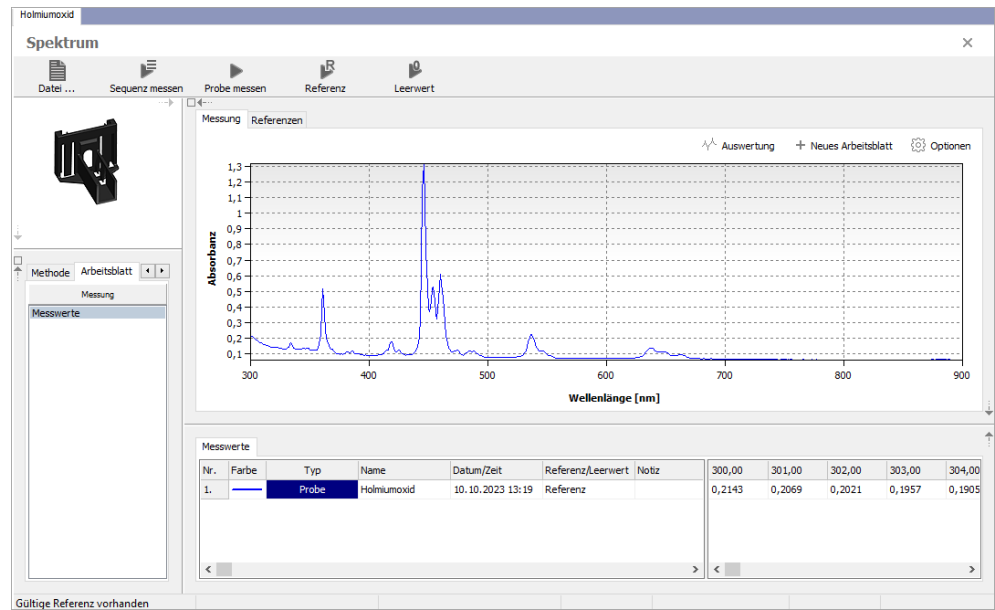 Holmiumoxid
Spektrum
Datei ... Sequenz messen Probe messen R Referenz 0 Leerwert
Messung Referenzen
Auswertung + Neues Arbeitsblatt Optionen
1,3
1,2
1,1
1
0,9
0,8
0,7
0,6
0,5
0,4
0,3
0,2
0,1
Absorbanz
300 400 500 600 700 800 900
Wellenlänge [nm]
Methode Arbeitsblatt
Messung
Messwerte
Messwerte
Nr. Farbe Typ Name Datum/Zeit Referenz/Leerwert Notiz 300,00 301,00 302,00 303,00 304,00
1. Probe Holmiumoxid 10.10.2023 13:19 Referenz 0,2143 0,2069 0,2021 0,1957 0,1905
Gültige Referenz vorhanden